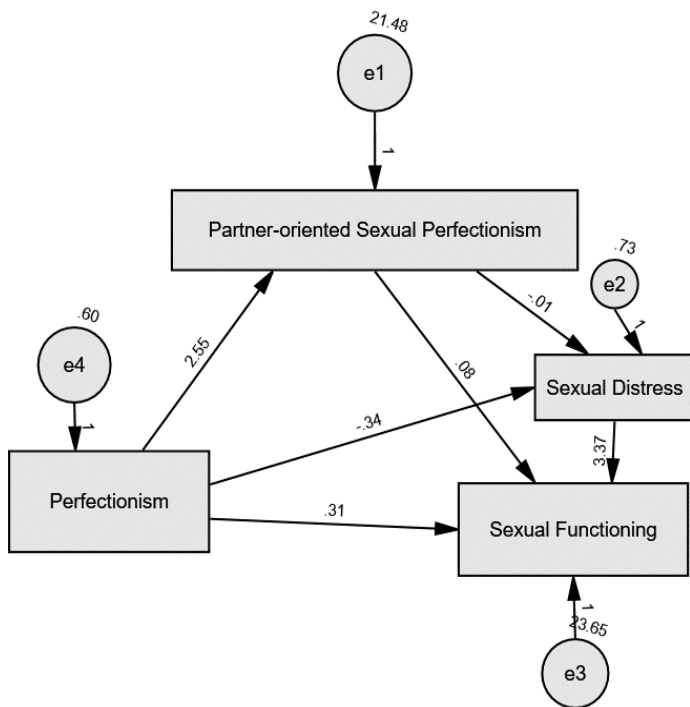 21.48
e1
1
Partner-oriented Sexual Perfectionism
.73
e2
1
-.01
.60
e4
1
2.55
.08
Sexual Distress
-.34
3.37
Perfectionism
.31
Sexual Functioning
1
23.65
e3